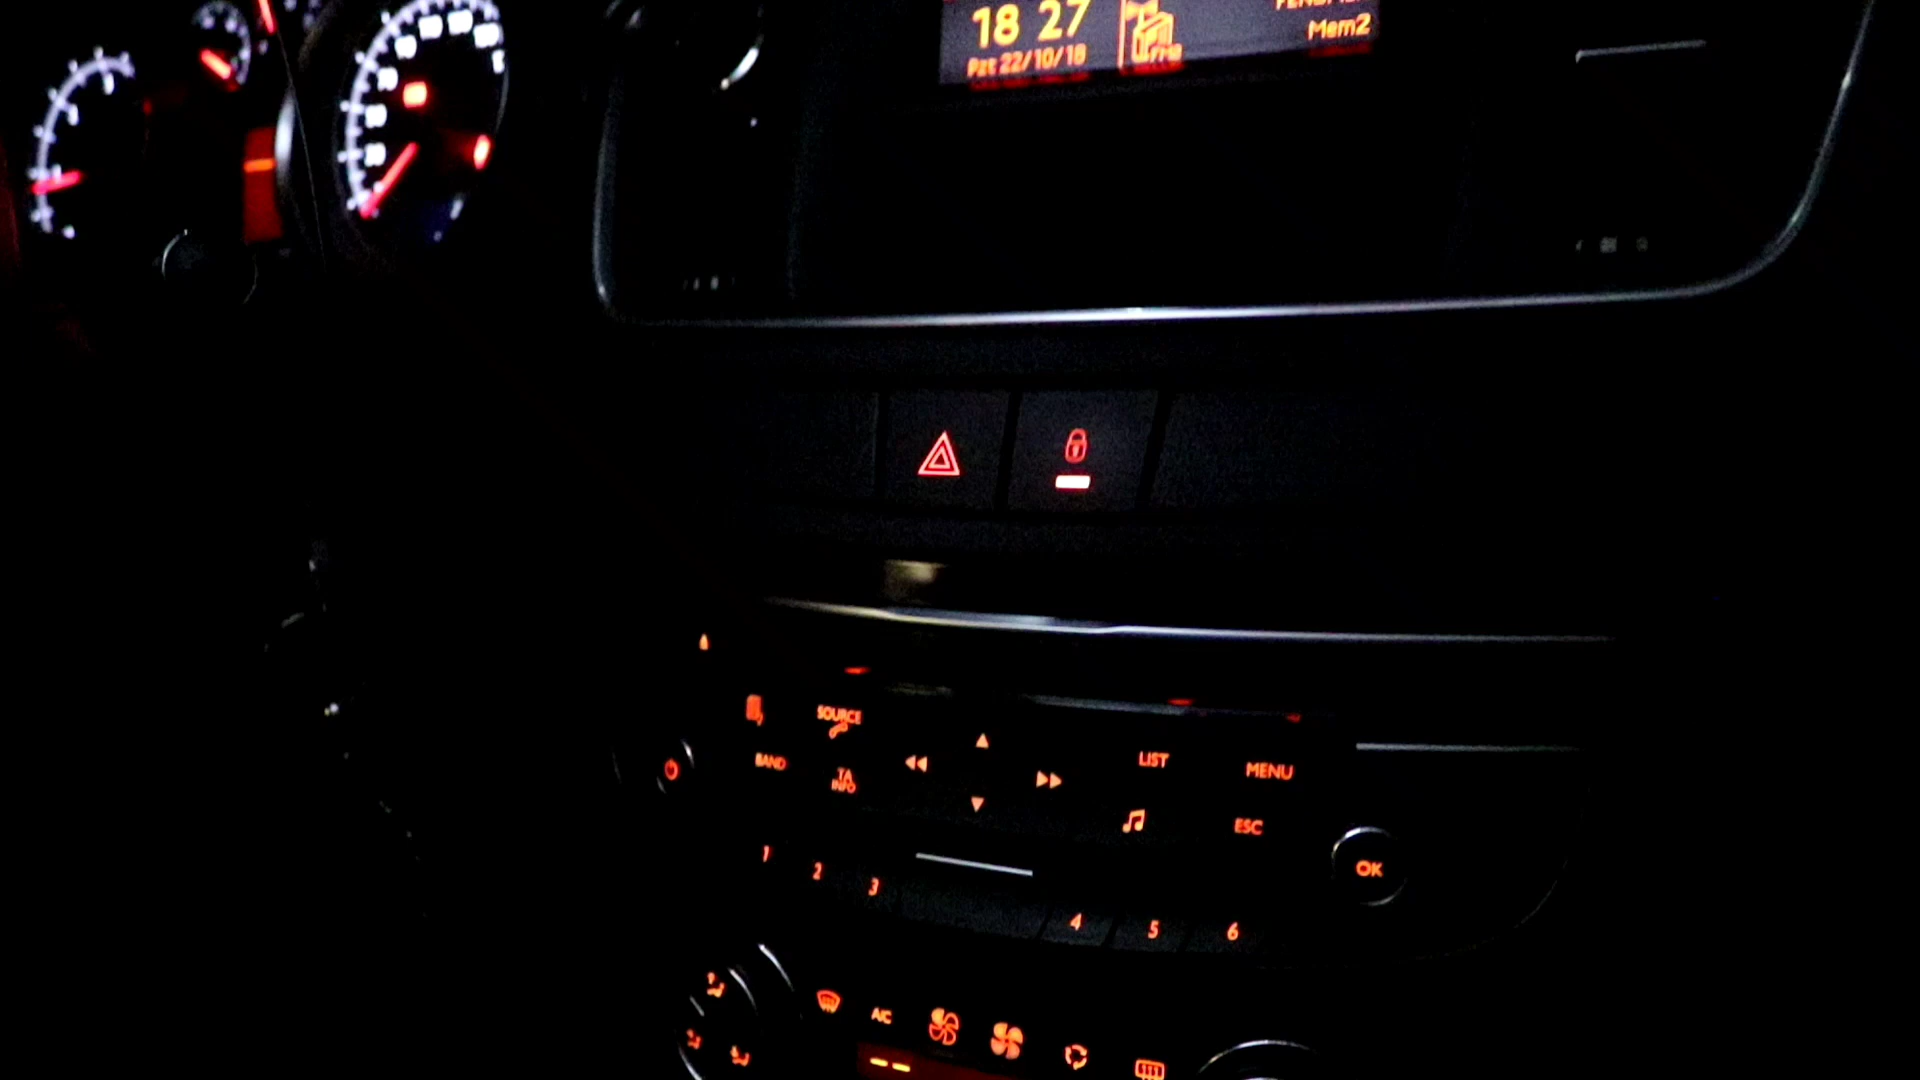 18 27
Pzt 22/10/18
Mem2
SOURCE
BAND
TA
INFO
LIST
MENU
ESC
OK
1
2
3
4
5
6
A/C
--